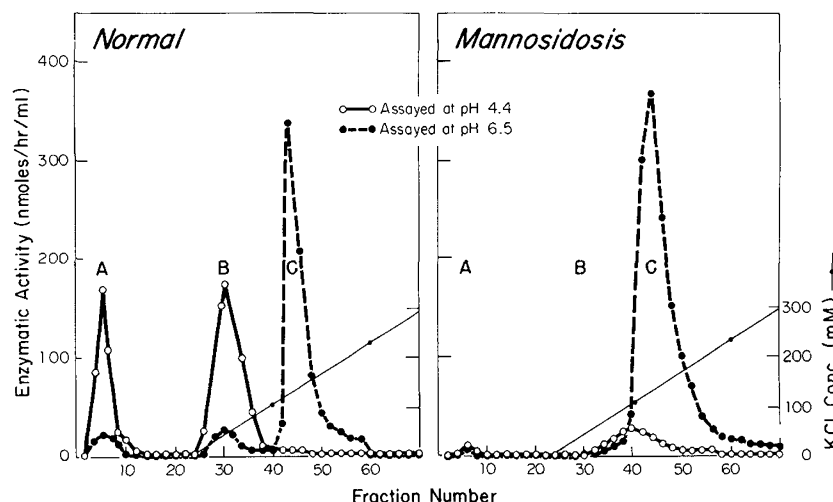 Normal
Mannosidosis
Assayed at pH 4.4
Assayed at pH 6.5
Enzymatic Activity (nmoles/hr/ml)
400
300
200
100
0
A
B
C
10
20
30
40
50
60
A
B
C
10
20
30
40
50
60
300
200
100
0
KCl Conc. (mM)
Fraction Number